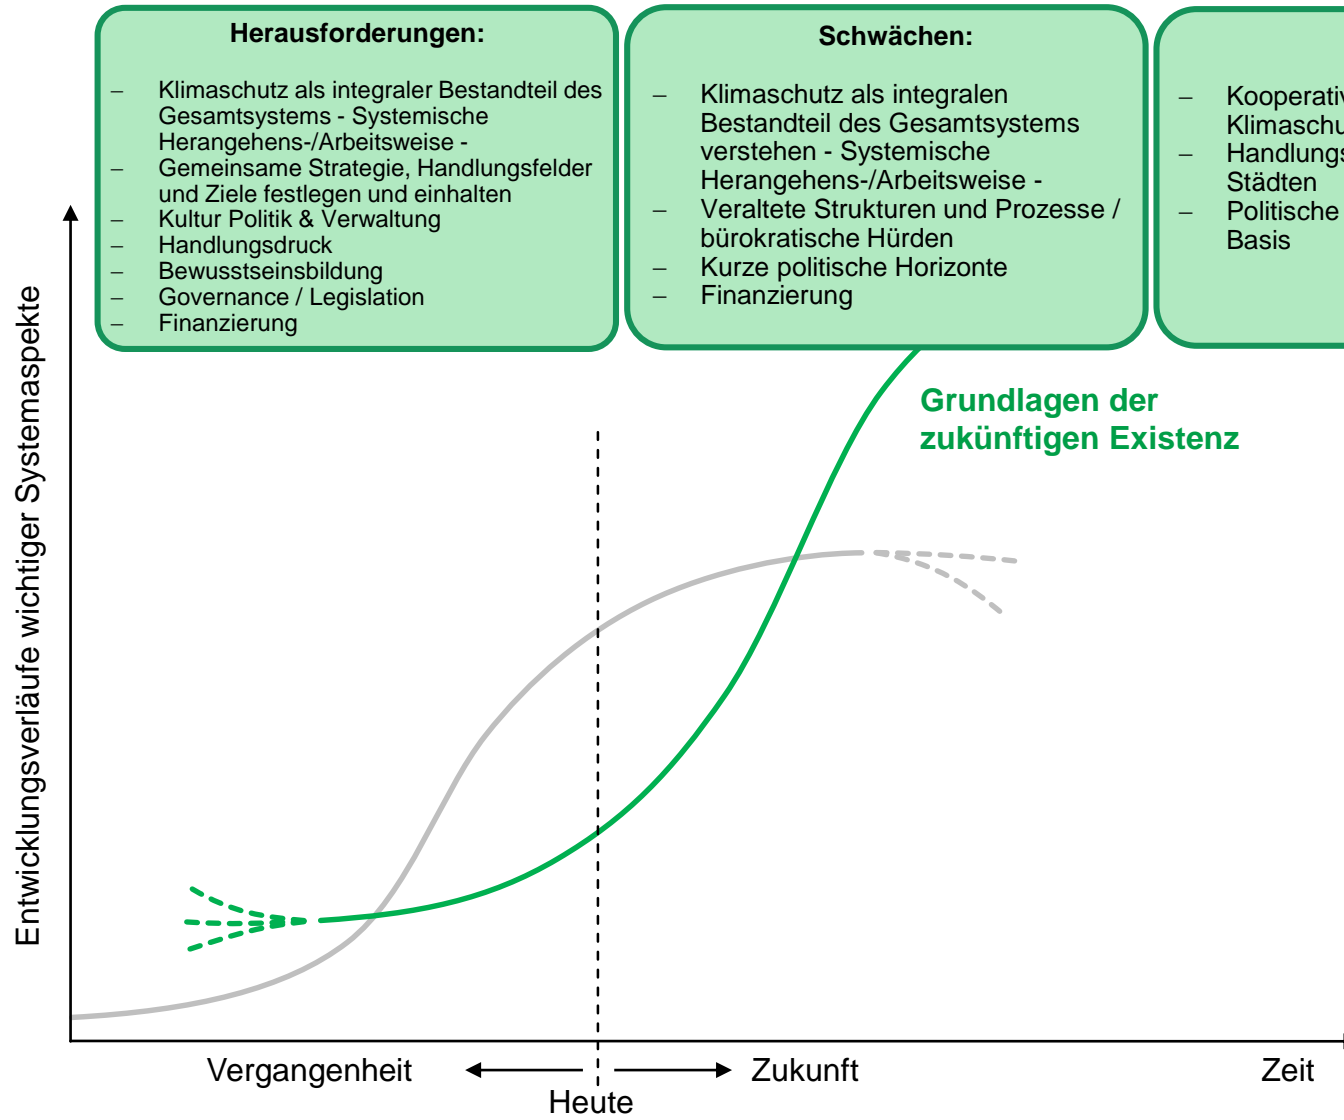 Herausforderungen:
– Klimaschutz als integraler Bestandteil des
Gesamtsystems - Systemische
Herangehens-/Arbeitsweise -
– Gemeinsame Strategie, Handlungsfelder
und Ziele festlegen und einhalten
– Kultur Politik & Verwaltung
– Handlungsdruck
– Bewusstseinsbildung
– Governance / Legislation
– Finanzierung
Schwächen:
– Klimaschutz als integralen
Bestandteil des Gesamtsystems
verstehen - Systemische
Herangehens-/Arbeitsweise -
– Veraltete Strukturen und Prozesse /
bürokratische Hürden
– Kurze politische Horizonte
– Finanzierung
–
–
Städten
– Politische
Basis
Grundlagen der
zukünftigen Existenz
Entwicklungsverläufe wichtiger Systemaspekte
Vergangenheit
Zukunft
Zeit
Heute